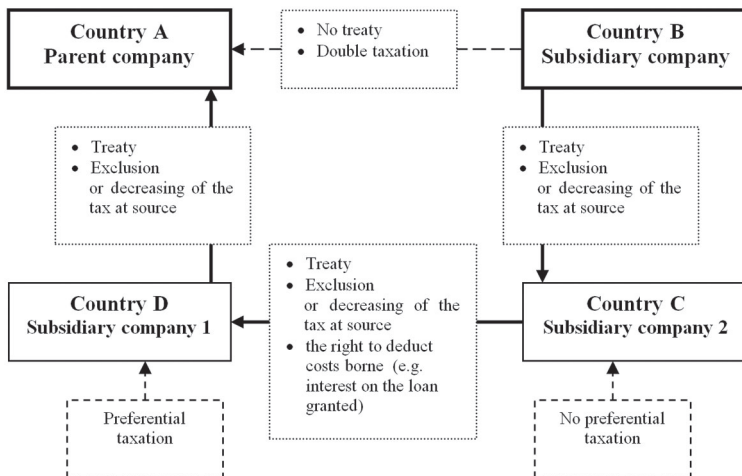 Country A
Parent company
• No treaty
• Double taxation
Country B
Subsidiary company
• Treaty
• Exclusion
or decreasing of the
tax at source
• Treaty
• Exclusion
or decreasing of the
tax at source
Country D
Subsidiary company 1
• Treaty
• Exclusion
or decreasing of the
tax at source
• the right to deduct
costs borne (e.g.
interest on the loan
granted)
Country C
Subsidiary company 2
Preferential
taxation
No preferential
taxation